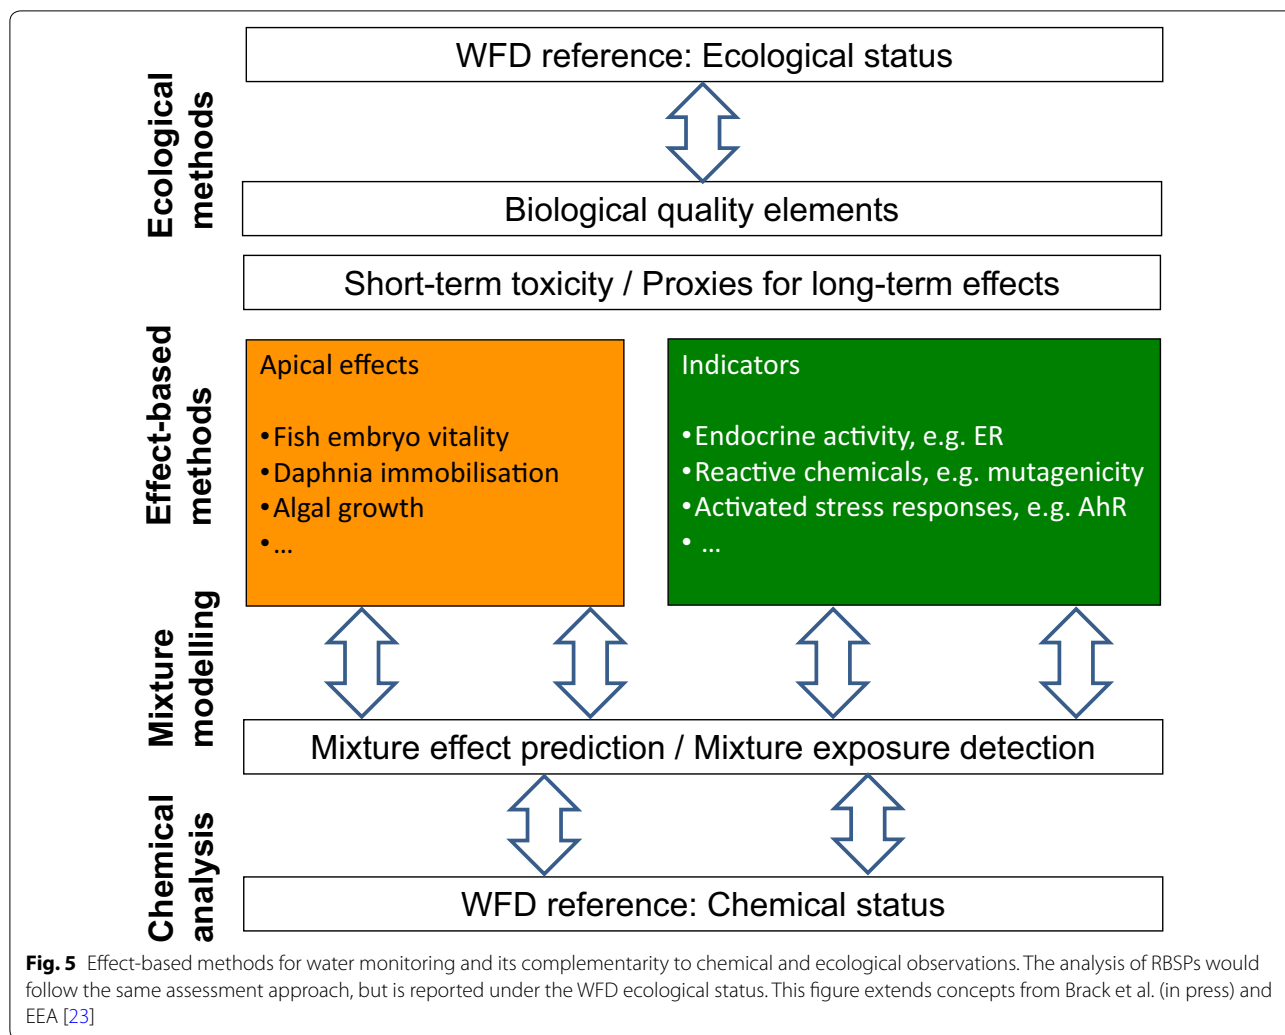 WFD reference: Ecological status
Ecological
methods
Biological quality elements
Short-term toxicity / Proxies for long-term effects
Effect-based
methods
Apical effects
•Fish embryo vitality
•Daphnia immobilisation
•Algal growth
•...
Indicators
•Endocrine activity, e.g. ER
•Reactive chemicals, e.g. mutagenicity
•Activated stress responses, e.g. AhR
• ...
Mixture
modelling
Mixture effect prediction / Mixture exposure detection
Chemical
analysis
WFD reference: Chemical status
Fig. 5 Effect-based methods for water monitoring and its complementarity to chemical and ecological observations. The analysis of RBSPs would
follow the same assessment approach, but is reported under the WFD ecological status. This figure extends concepts from Brack et al. (in press) and
EEA [23]